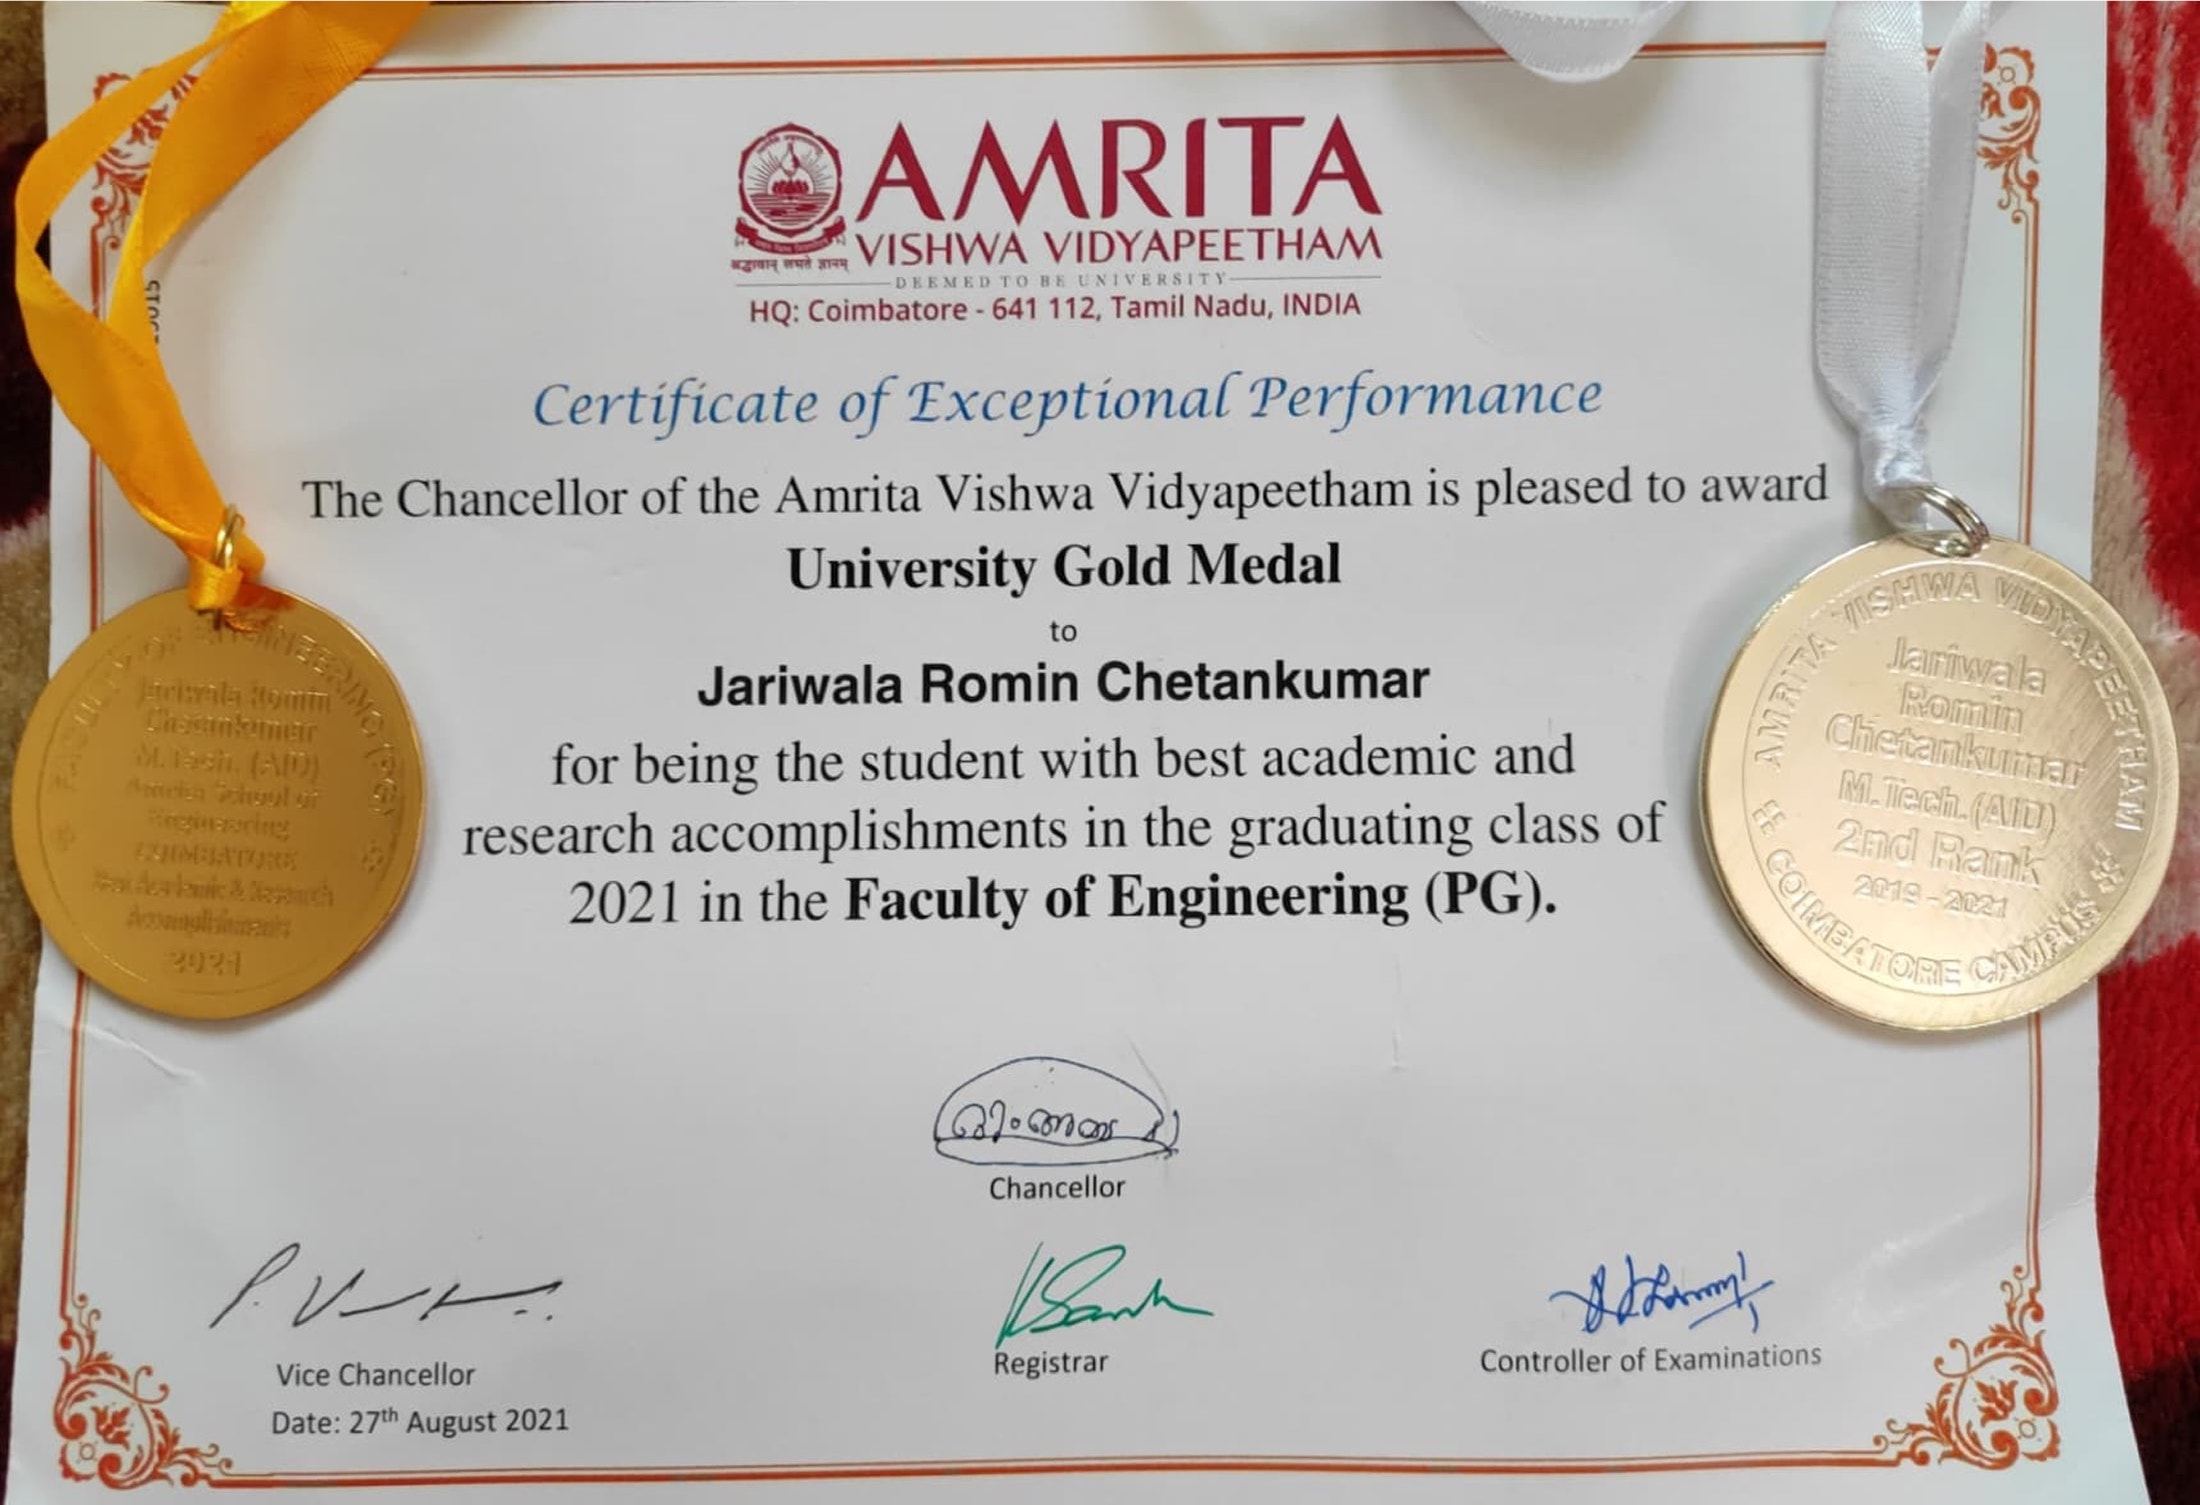 AMRITA
VISHWA VIDYAPEETHAM
श्रद्धावान् लभते ज्ञानम्
DEEMED TO BE UNIVERSITY
HQ: Coimbatore - 641 112, Tamil Nadu, INDIA
Certificate of Exceptional Performance
The Chancellor of the Amrita Vishwa Vidyapeetham is pleased to award
University Gold Medal
to
Jariwala Romin Chetankumar
for being the student with best academic and
research accomplishments in the graduating class of
2021 in the Faculty of Engineering (PG).
FACULTY OF ENGINEERING (PG)
Jariwala Romin
Chetankumar
M.Tech. (AID)
Amrita School of
Engineering
COIMBATORE
Best Academic & Research
Accomplishments
2021
AMRITA VISHWA VIDYAPEETHAM
Jariwala
Romin
Chetankumar
M.Tech.(AID)
2nd Rank
2019 - 2021
COIMBATORE CAMPUS
Chancellor
Vice Chancellor
Date: 27th August 2021
Registrar
Controller of Examinations